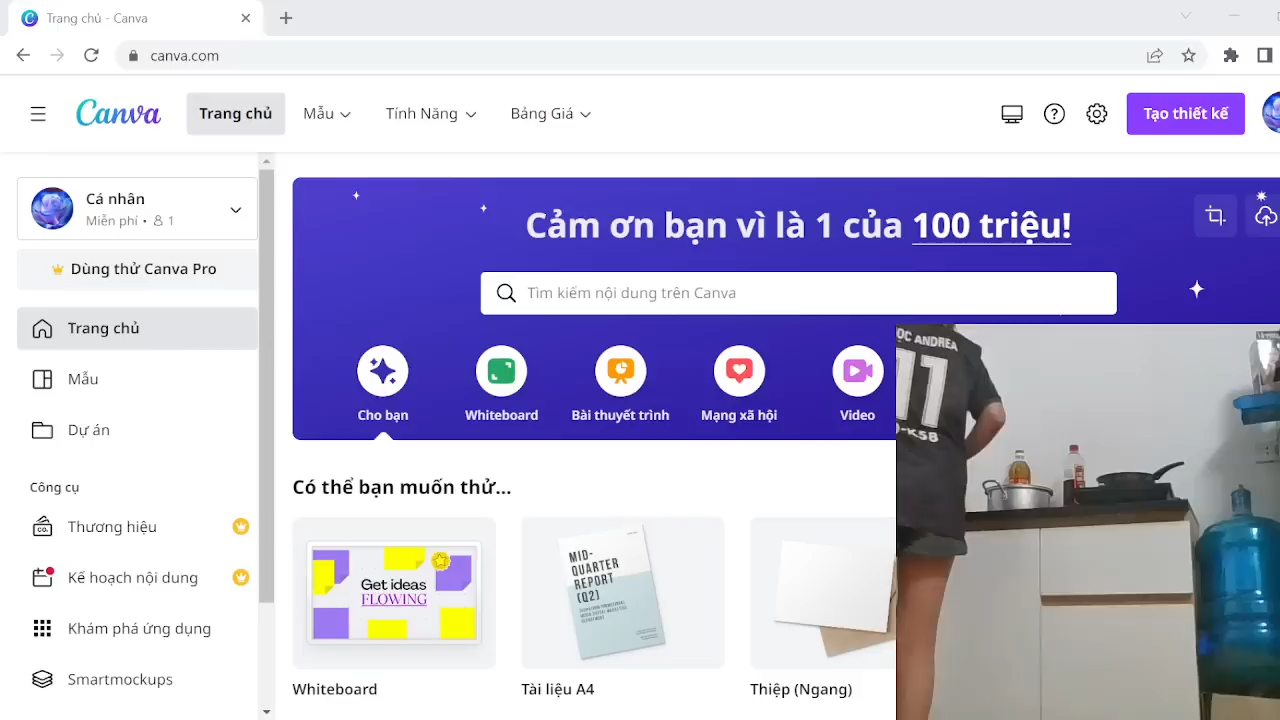 Trang chủ - Canva
canva.com
Canva
Trang chủ
Mẫu
Tính Năng
Bảng Giá
Tạo thiết kế
Cá nhân
Miễn phí • 1
Dùng thử Canva Pro
Trang chủ
Mẫu
Dự án
Công cụ
Thương hiệu
Kế hoạch nội dung
Khám phá ứng dụng
Smartmockups
Cảm ơn bạn vì là 1 của 100 triệu!
Tìm kiếm nội dung trên Canva
Cho bạn
Whiteboard
Bài thuyết trình
Mạng xã hội
Video
Có thể bạn muốn thử...
Get ideas
FLOWING
MID-
QUARTER
REPORT
(Q2)
Whiteboard
Tài liệu A4
Thiệp (Ngang)
ỌC ANDREA
11
-K58